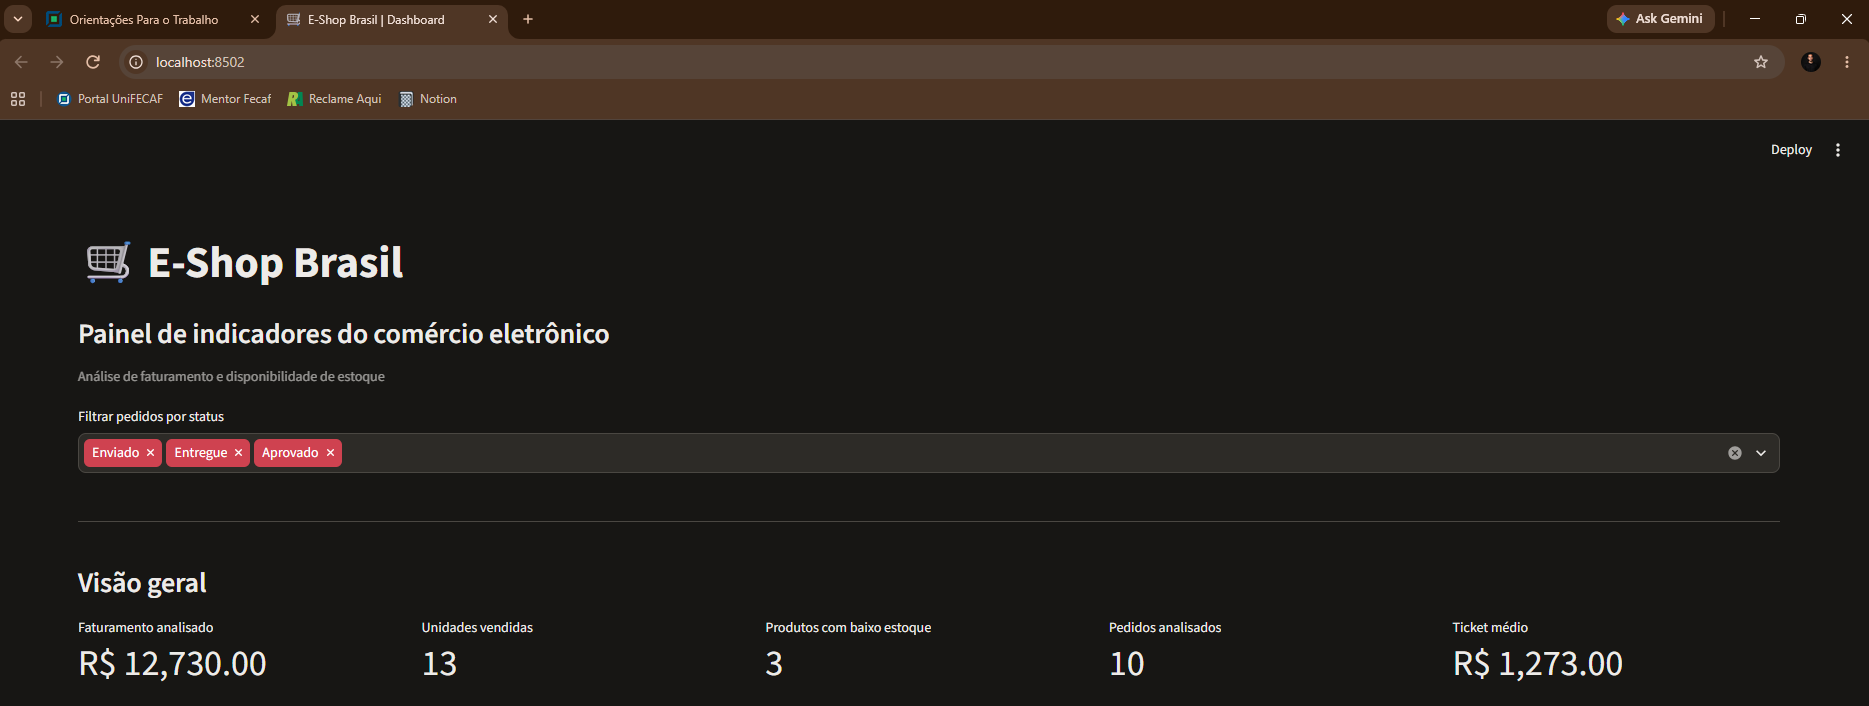 Orientações Para o Trabalho
E-Shop Brasil | Dashboard
Ask Gemini
localhost:8502
Portal UniFECAF
Mentor Fecaf
Reclame Aqui
Notion
Deploy
E-Shop Brasil
Painel de indicadores do comércio eletrônico
Análise de faturamento e disponibilidade de estoque
Filtrar pedidos por status
Enviado Entregue Aprovado
Visão geral
Faturamento analisado
R$ 12,730.00
Unidades vendidas
13
Produtos com baixo estoque
3
Pedidos analisados
10
Ticket médio
R$ 1,273.00